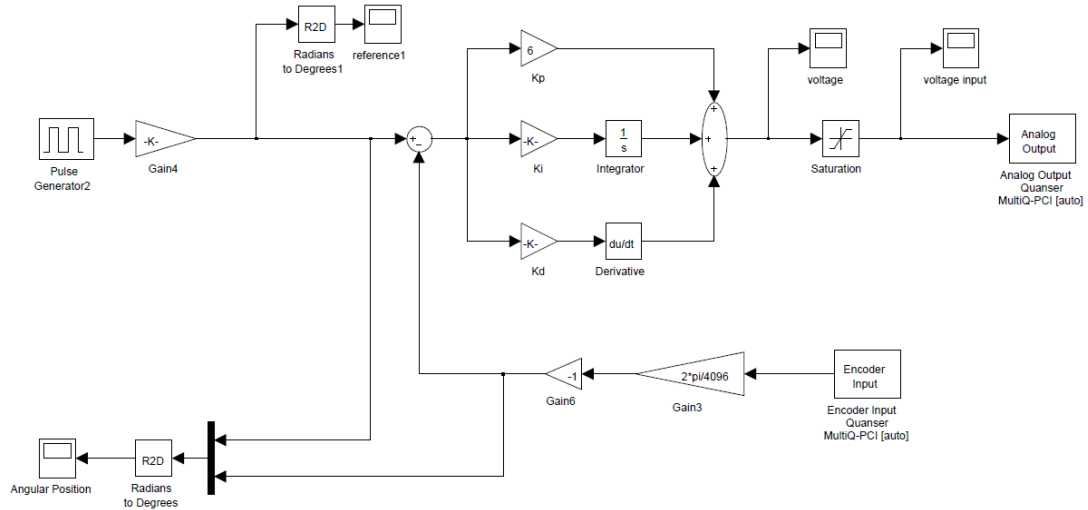 R2D
Radians
to Degrees1
reference1
6
Kp
voltage
voltage input
Pulse
Generator2
-K-
Gain4
+
−
-K-
Ki
1
s
Integrator
+
+
+
Saturation
Analog
Output
Analog Output
Quanser
MultiQ-PCI [auto]
-K-
Kd
du/dt
Derivative
-1
Gain6
2*pi/4096
Gain3
Encoder
Input
Encoder Input
Quanser
MultiQ-PCI [auto]
Angular Position
R2D
Radians
to Degrees